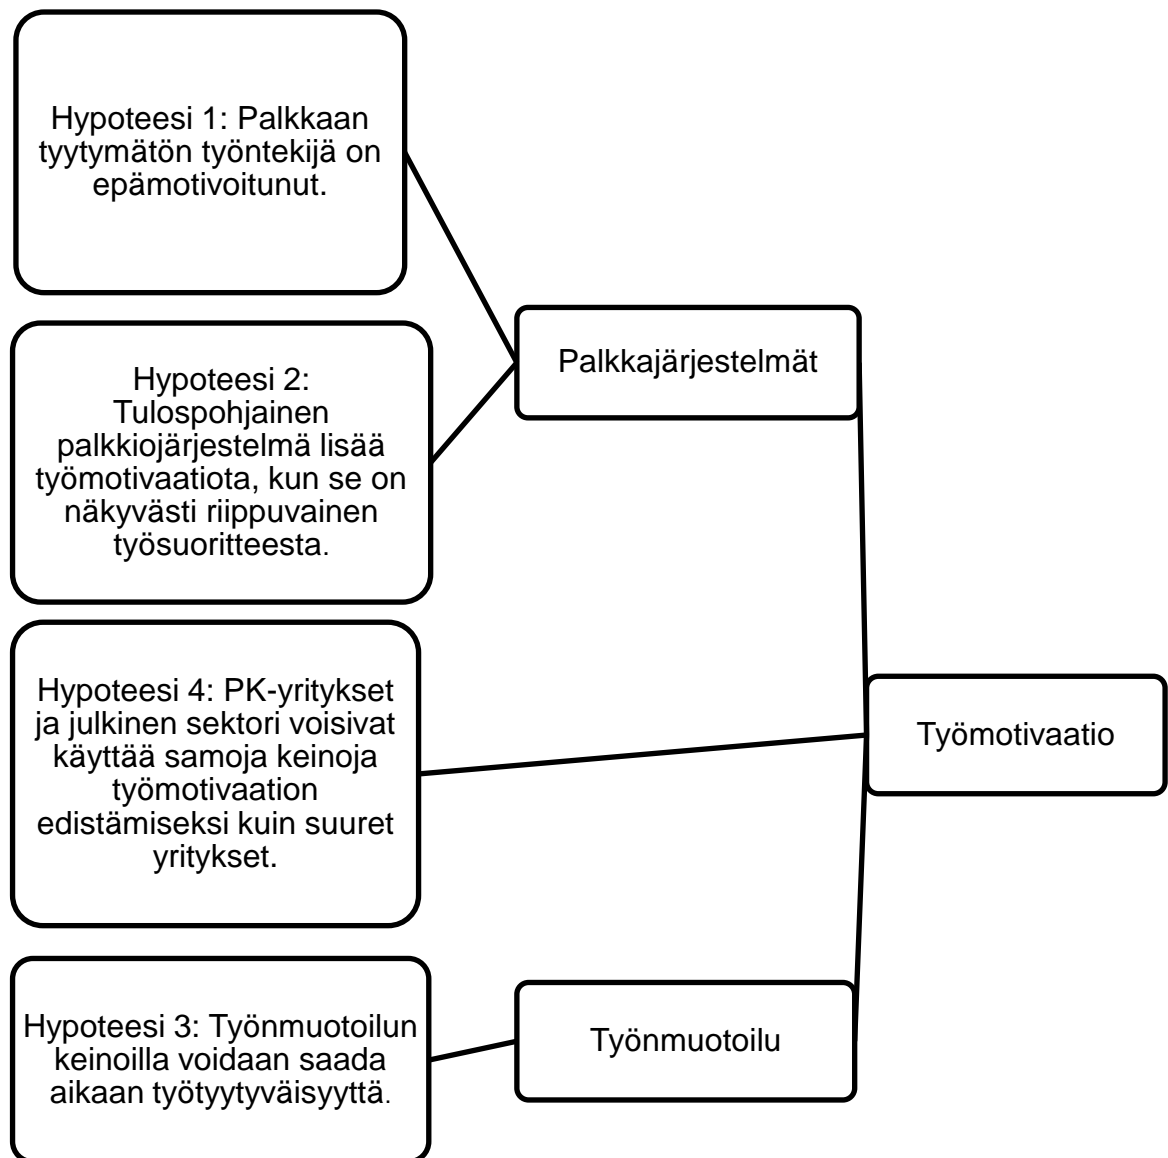 Hypoteesi 1: Palkkaan
tyytymätön työntekijä on
epämotivoitunut.
Hypoteesi 2:
Tulospohjainen
palkkiojärjestelmä lisää
työmotivaatiota, kun se on
näkyvästi riippuvainen
työsuoritteesta.
Palkkajärjestelmät
Hypoteesi 4: PK-yritykset
ja julkinen sektori voisivat
käyttää samoja keinoja
työmotivaation
edistämiseksi kuin suuret
yritykset.
Työmotivaatio
Hypoteesi 3: Työnmuotoilun
keinoilla voidaan saada
aikaan työtyytyväisyyttä.
Työnmuotoilu